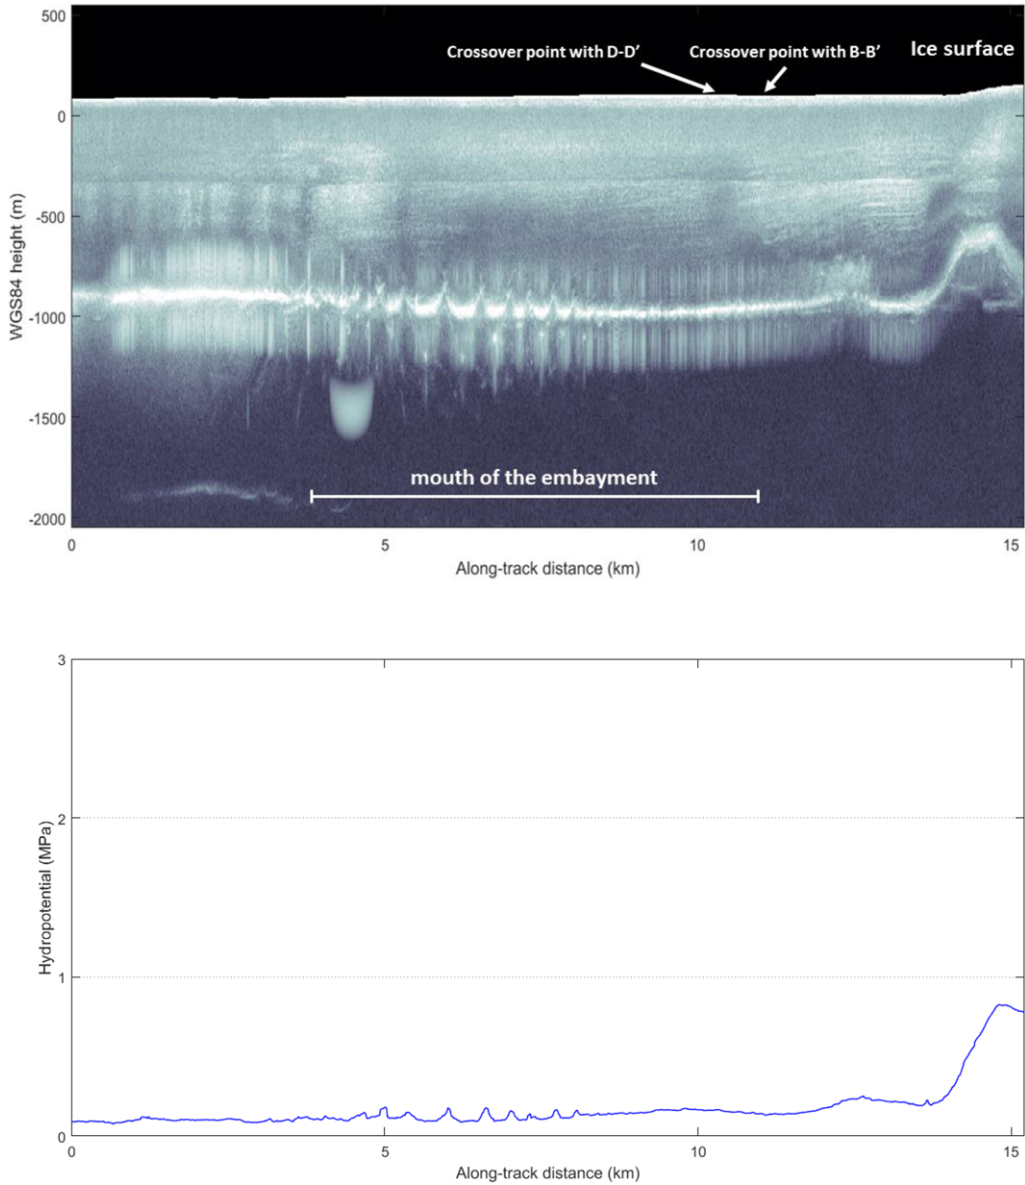 500
Ice surface
Crossover point with D-D’
Crossover point with B-B’
0
-500
WGS84 height (m)
-1000
-1500
mouth of the embayment
-2000
0
5
10
15
Along-track distance (km)
3
2
Hydropotential (MPa)
1
0
0
5
10
15
Along-track distance (km)